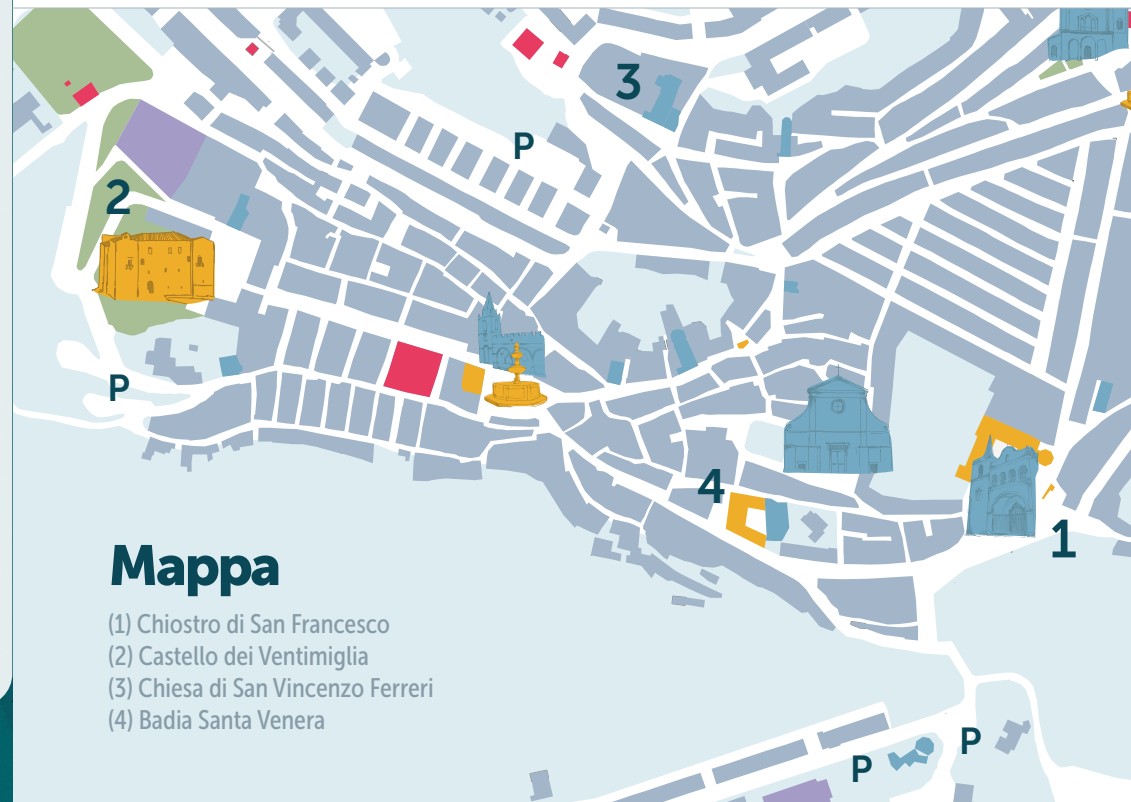 3
P
2
P
4
1
Mappa
(1) Chiostro di San Francesco
(2) Castello dei Ventimiglia
(3) Chiesa di San Vincenzo Ferreri
(4) Badia Santa Venera
P
P